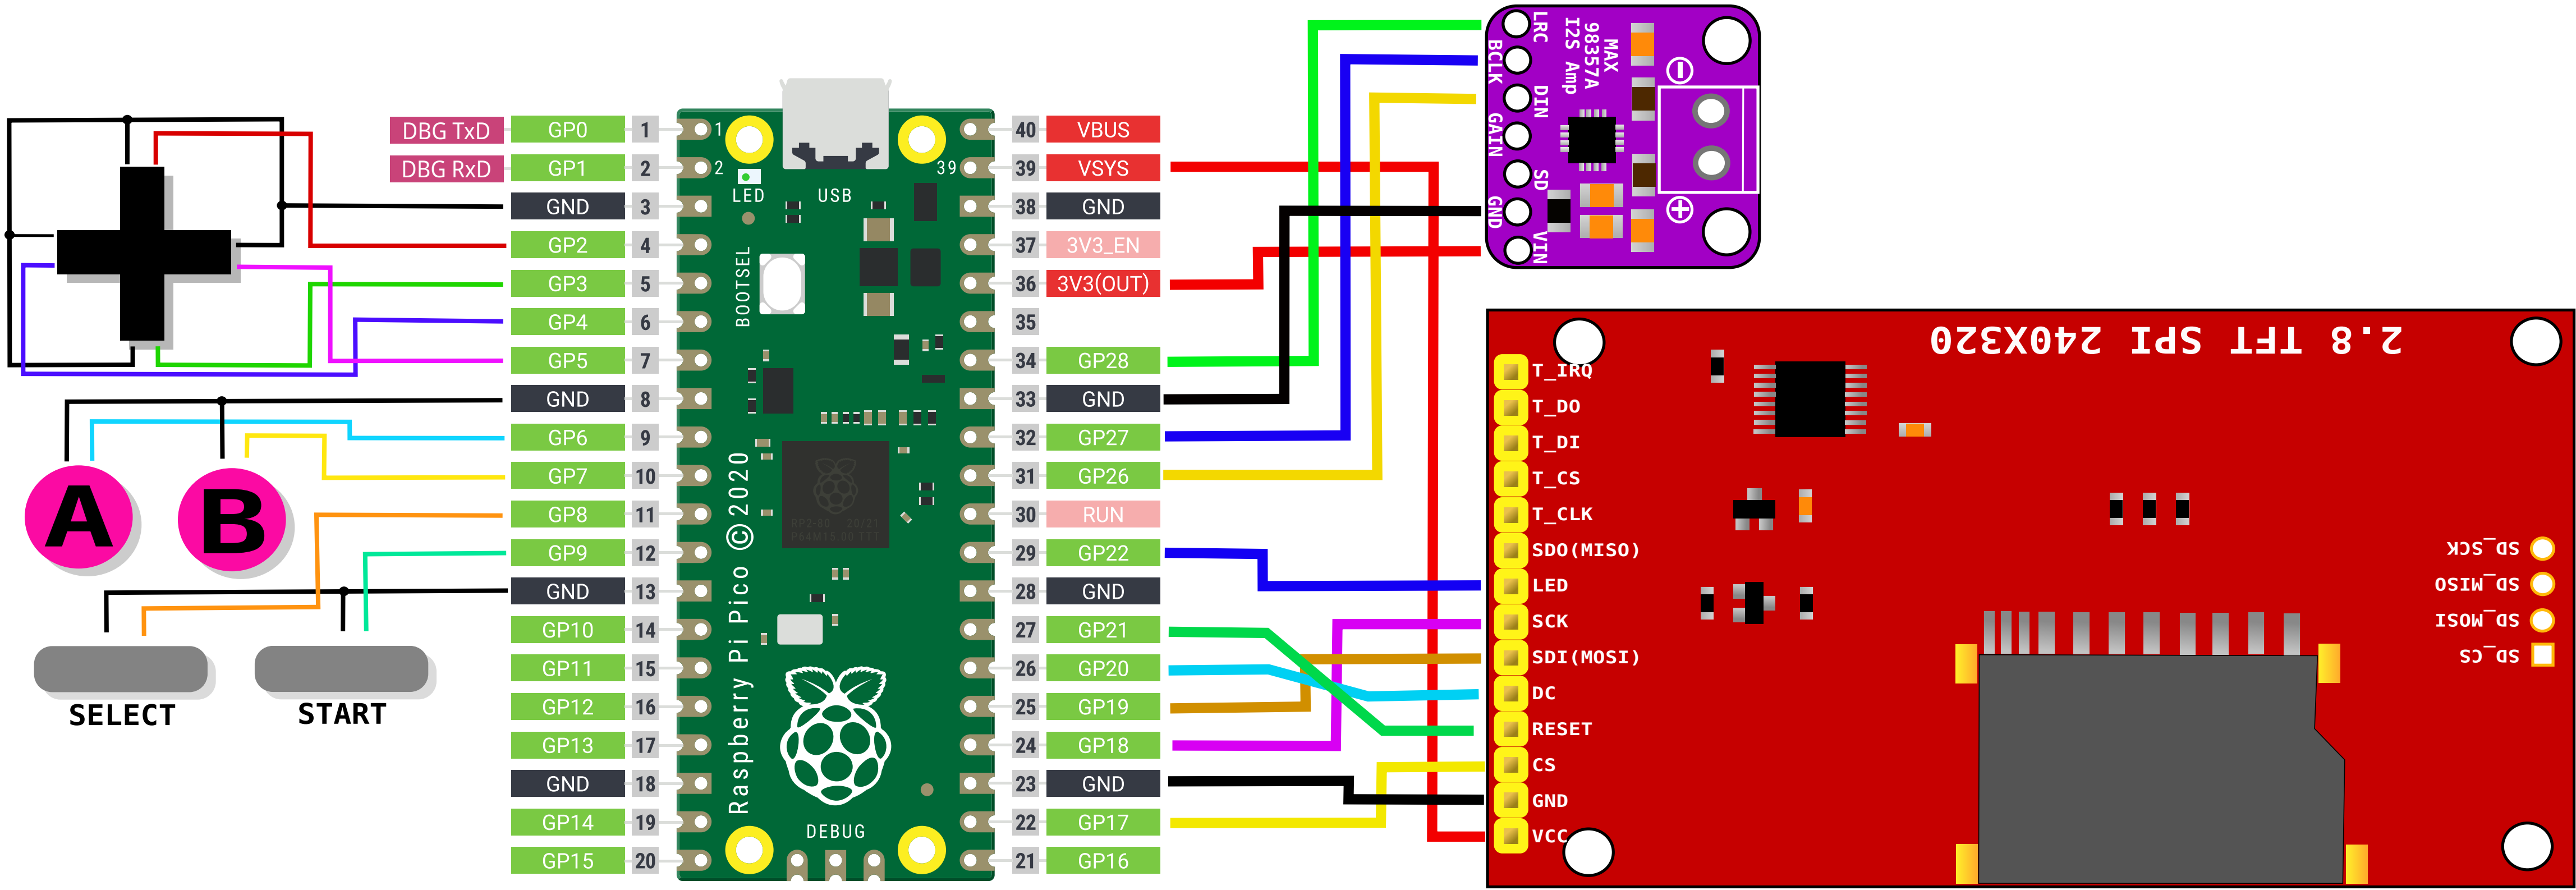 DBG TxD GP0 1
DBG RxD GP1 2
GND 3
GP2 4
GP3 5
GP4 6
GP5 7
GND 8
GP6 9
GP7 10
GP8 11
GP9 12
GND 13
GP10 14
GP11 15
GP12 16
GP13 17
GND 18
GP14 19
GP15 20
A
B
SELECT
START
1
2
39
LED
USB
BOOTSEL
Raspberry Pi Pico ©2020
DEBUG
40 VBUS
39 VSYS
38 GND
37 3V3_EN
36 3V3(OUT)
35
34 GP28
33 GND
32 GP27
31 GP26
30 RUN
29 GP22
28 GND
27 GP21
26 GP20
25 GP19
24 GP18
23 GND
22 GP17
21 GP16
LRC
BCLK
DIN
GAIN
SD
GND
VIN
MAX
98357A
I2S Amp
2.8 TFT SPI 240X320
T_IRQ
T_DO
T_DI
T_CS
T_CLK
SDO(MISO)
LED
SCK
SDI(MOSI)
DC
RESET
CS
GND
VCC
SD_SCK
SD_MISO
SD_MOSI
SD_CS